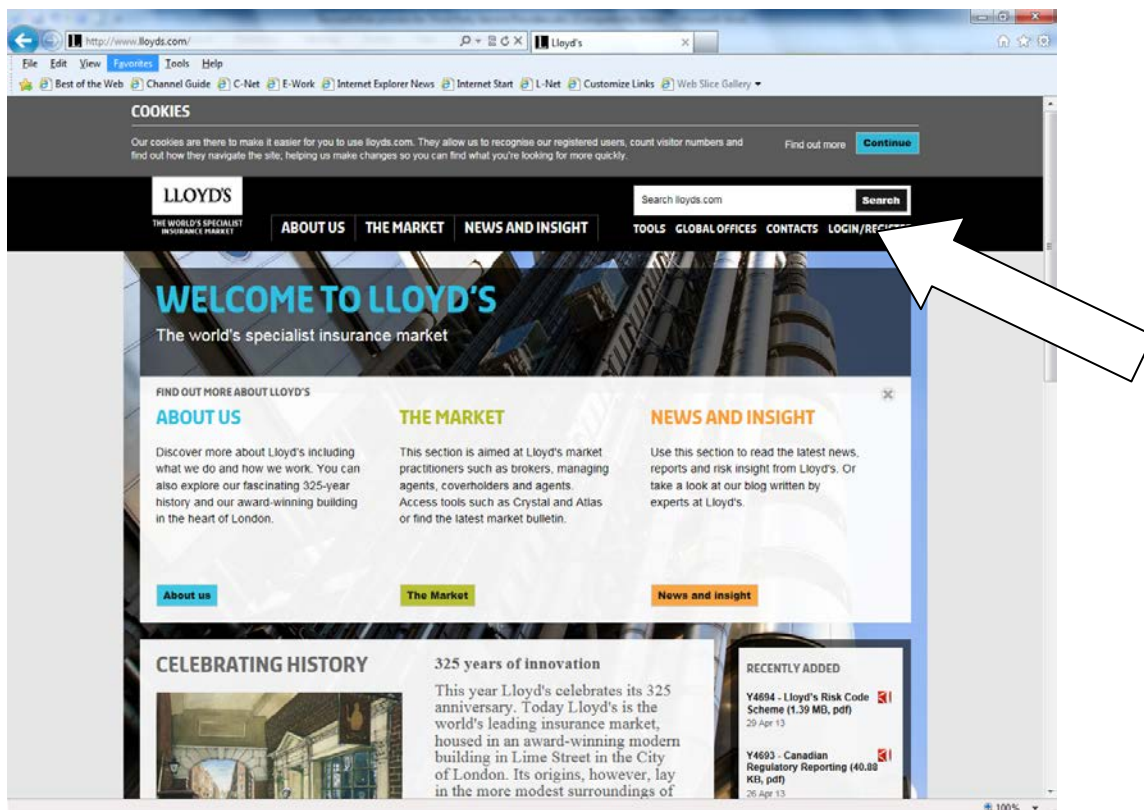 http://www.lloyds.com/
Lloyd's
File Edit View Favorites Tools Help
Best of the Web Channel Guide C-Net E-Work Internet Explorer News Internet Start L-Net Customize Links Web Slice Gallery
COOKIES
Our cookies are there to make it easier for you to use lloyds.com. They allow us to recognise our registered users, count visitor numbers and
find out how they navigate the site, helping us make changes so you can find what you're looking for more quickly.
Find out more Continue
LLOYD'S
THE WORLD'S SPECIALIST
INSURANCE MARKET
ABOUT US THE MARKET NEWS AND INSIGHT
Search lloyds.com Search
TOOLS GLOBAL OFFICES CONTACTS LOGIN/REGISTER
WELCOME TO LLOYD'S
The world's specialist insurance market
FIND OUT MORE ABOUT LLOYD'S
ABOUT US
Discover more about Lloyd's including
what we do and how we work. You can
also explore our fascinating 325-year
history and our award-winning building
in the heart of London.
About us
THE MARKET
This section is aimed at Lloyd's market
practitioners such as brokers, managing
agents, coverholders and agents.
Access tools such as Crystal and Atlas
or find the latest market bulletin.
The Market
NEWS AND INSIGHT
Use this section to read the latest news,
reports and risk insight from Lloyd's. Or
take a look at our blog written by
experts at Lloyd's.
News and insight
CELEBRATING HISTORY
325 years of innovation
This year Lloyd's celebrates its 325
anniversary. Today Lloyd's is the
world's leading insurance market,
housed in an award-winning modern
building in Lime Street in the City
of London. Its origins, however, lay
in the more modest surroundings of
RECENTLY ADDED
Y4694 - Lloyd's Risk Code
Scheme (1.39 MB, pdf)
29 Apr 13
Y4693 - Canadian
Regulatory Reporting (40.88
KB, pdf)
26 Apr 13
100%